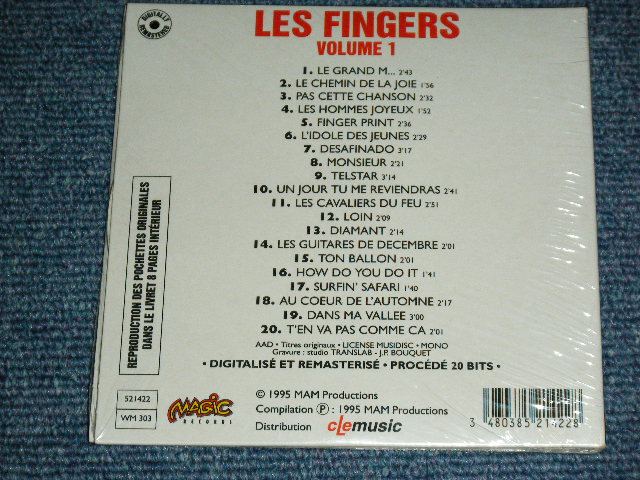 DIGITALLY REMASTERED
LES FINGERS
VOLUME 1
1. LE GRAND M... 2'43
2. LE CHEMIN DE LA JOIE 1'56
3. PAS CETTE CHANSON 2'32
4. LES HOMMES JOYEUX 1'52
5. FINGER PRINT 2'36
6. L'IDOLE DES JEUNES 2'29
7. DESAFINADO 3'17
8. MONSIEUR 2'21
9. TELSTAR 3'14
10. UN JOUR TU ME REVIENDRAS 2'41
11. LES CAVALIERS DU FEU 2'51
12. LOIN 2'09
13. DIAMANT 2'14
14. LES GUITARES DE DECEMBRE 2'01
15. TON BALLON 2'01
16. HOW DO YOU DO IT 1'41
17. SURFIN' SAFARI 1'40
18. AU COEUR DE L'AUTOMNE 2'17
19. DANS MA VALLEE 3'00
20. T'EN VA PAS COMME CA 2'01
AAD • Titres originaux • LICENSE MUSIDISC • MONO
Gravure : studio TRANSLAB - J.P. BOUQUET
• DIGITALISÉ ET REMASTERISÉ • PROCÉDÉ 20 BITS •
REPRODUCTION DES POCHETTES ORIGINALES
DANS LE LIVRET 8 PAGES INTÉRIEUR
521422
WM 303
MAGIC
RECORDS
© 1995 MAM Productions
Compilation Ⓟ : 1995 MAM Productions
Distribution clemusic
3 480385 214228